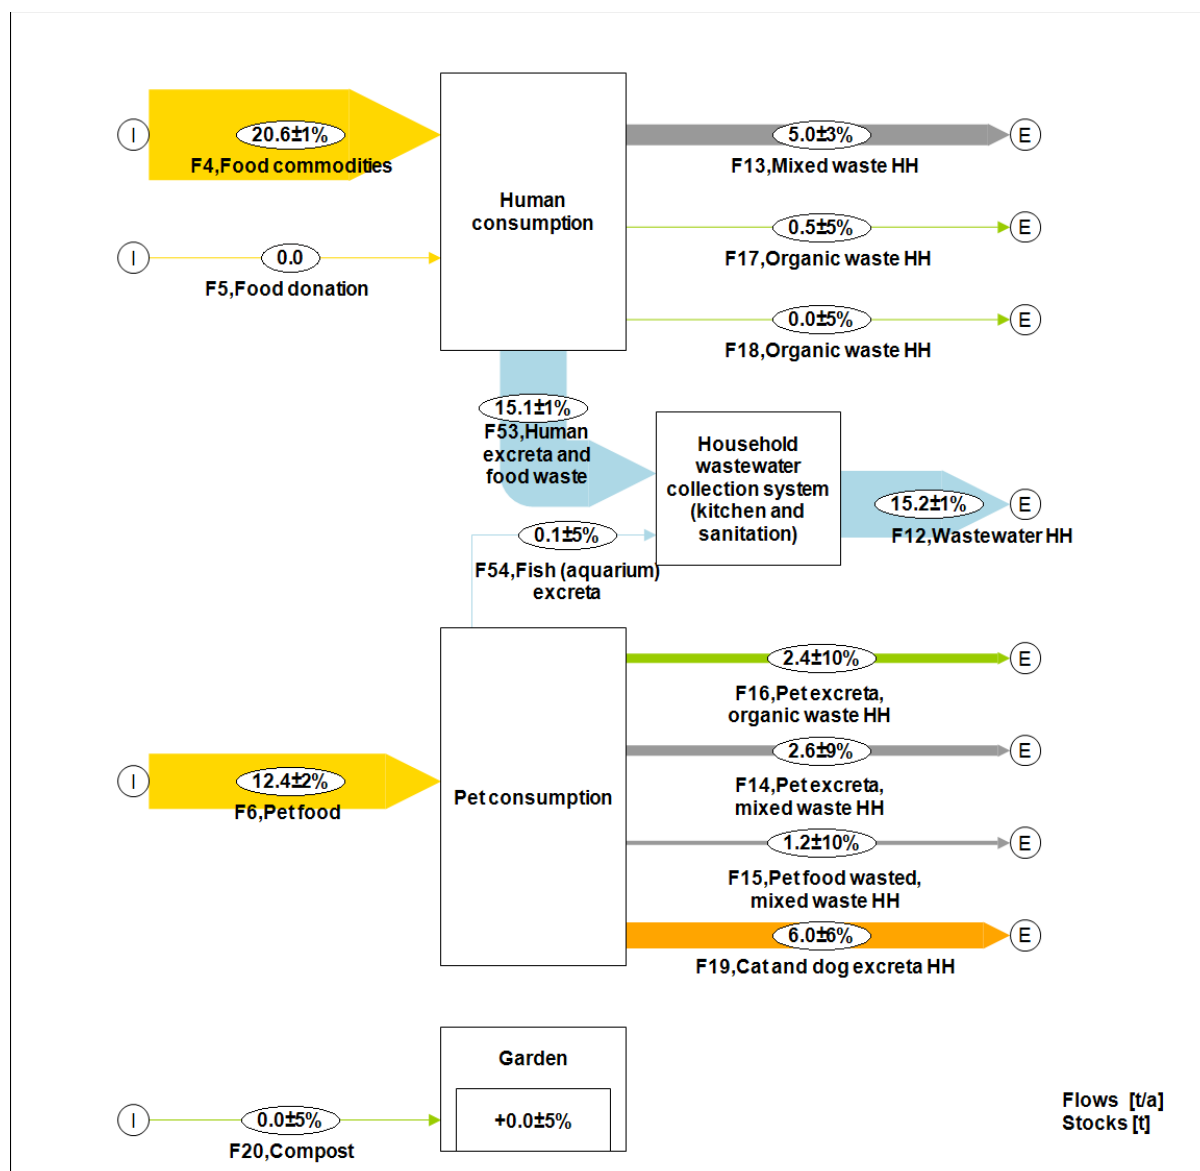 I
20.6±1%
F4,Food commodities
I
0.0
F5,Food donation
Human
consumption
5.0±3%
E
F13,Mixed waste HH
0.5±5%
E
F17,Organic waste HH
0.0±5%
E
F18,Organic waste HH
15.1±1%
F53,Human
excreta and
food waste
Household
wastewater
collection system
(kitchen and
sanitation)
15.2±1%
E
F12,Wastewater HH
0.1±5%
F54,Fish (aquarium)
excreta
I
12.4±2%
F6,Pet food
Pet consumption
2.4±10%
E
F16,Pet excreta,
organic waste HH
2.6±9%
E
F14,Pet excreta,
mixed waste HH
1.2±10%
E
F15,Pet food wasted,
mixed waste HH
6.0±6%
E
F19,Cat and dog excreta HH
Garden
+0.0±5%
I
0.0±5%
F20,Compost
Flows [t/a]
Stocks [t]